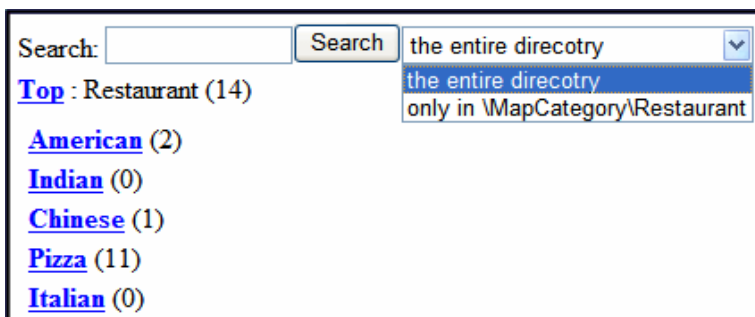 Search: Search the entire direcotry
the entire direcotry
Top : Restaurant (14)
only in \MapCategory\Restaurant
American (2)
Indian (0)
Chinese (1)
Pizza (11)
Italian (0)